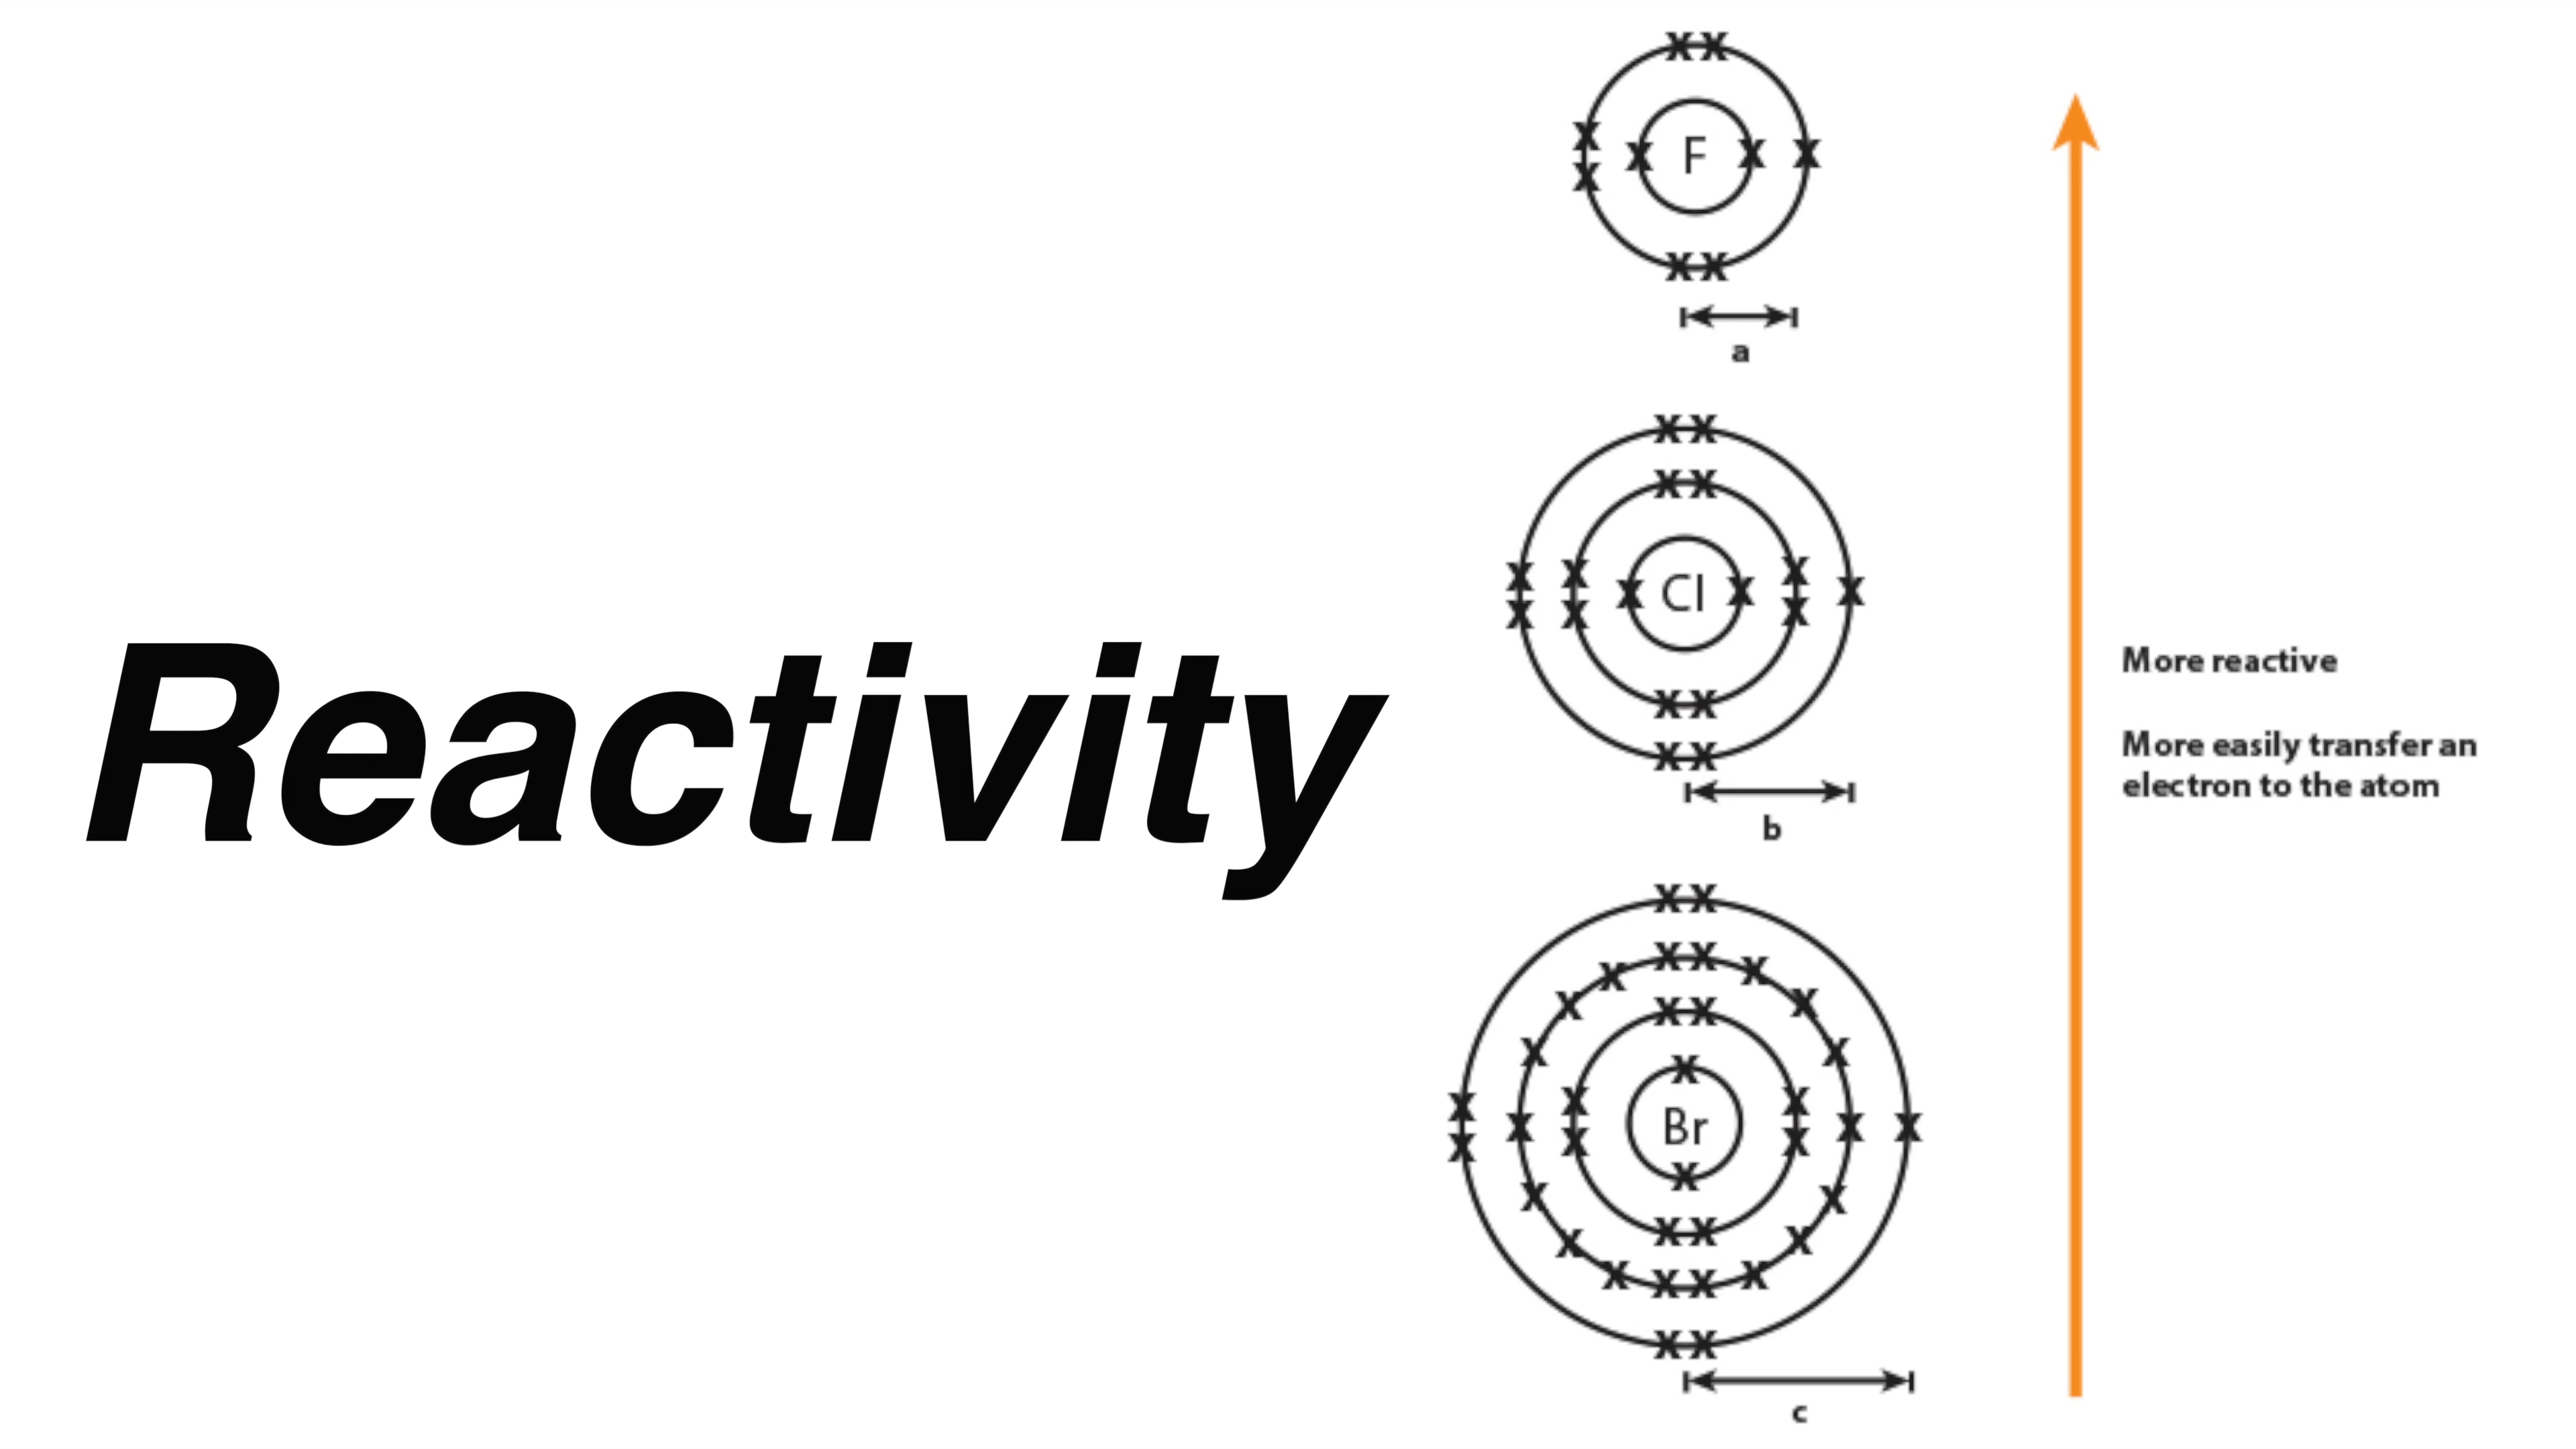 Reactivity
F
a
Cl
b
Br
c
More reactive
More easily transfer an
electron to the atom